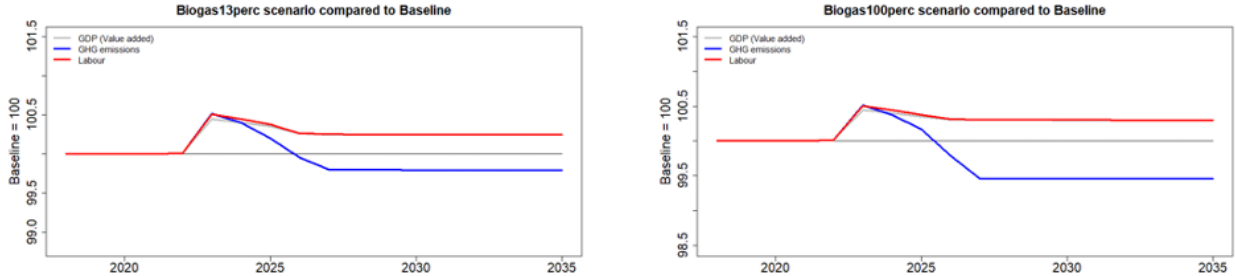 Biogas13perc scenario compared to Baseline
GDP (Value added)
GHG emissions
Labour
Baseline = 100
101.5
100.5
99.5
99.0
2020
2025
2030
2035
Biogas100perc scenario compared to Baseline
GDP (Value added)
GHG emissions
Labour
Baseline = 100
101.5
100.5
99.5
98.5
2020
2025
2030
2035